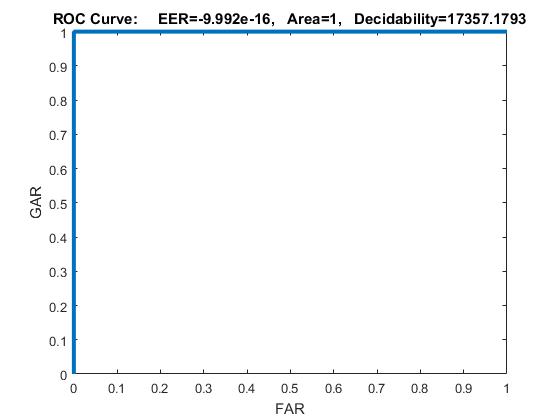 ROC Curve: EER=-9.992e-16, Area=1, Decidability=17357.1793
1
0.9
0.8
0.7
0.6
0.5
0.4
0.3
0.2
0.1
0
GAR
0 0.1 0.2 0.3 0.4 0.5 0.6 0.7 0.8 0.9 1
FAR